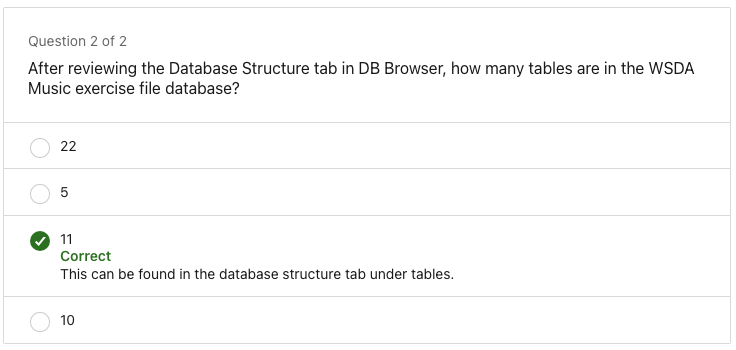 Question 2 of 2
After reviewing the Database Structure tab in DB Browser, how many tables are in the WSDA
Music exercise file database?
22
5
11
Correct
This can be found in the database structure tab under tables.
10